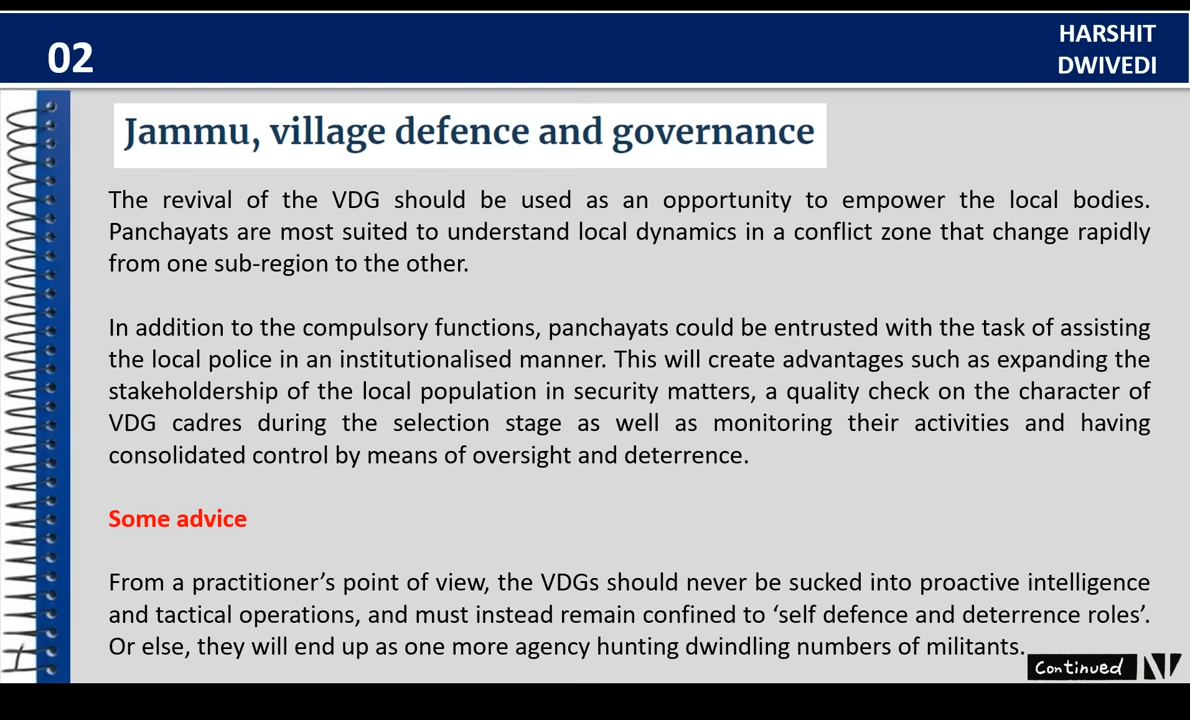 02
HARSHIT
DWIVEDI
Jammu, village defence and governance
The revival of the VDG should be used as an opportunity to empower the local bodies.
Panchayats are most suited to understand local dynamics in a conflict zone that change rapidly
from one sub-region to the other.
In addition to the compulsory functions, panchayats could be entrusted with the task of assisting
the local police in an institutionalised manner. This will create advantages such as expanding the
stakeholdership of the local population in security matters, a quality check on the character of
VDG cadres during the selection stage as well as monitoring their activities and having
consolidated control by means of oversight and deterrence.
Some advice
From a practitioner’s point of view, the VDGs should never be sucked into proactive intelligence
and tactical operations, and must instead remain confined to ‘self defence and deterrence roles’.
Or else, they will end up as one more agency hunting dwindling numbers of militants.
Continued